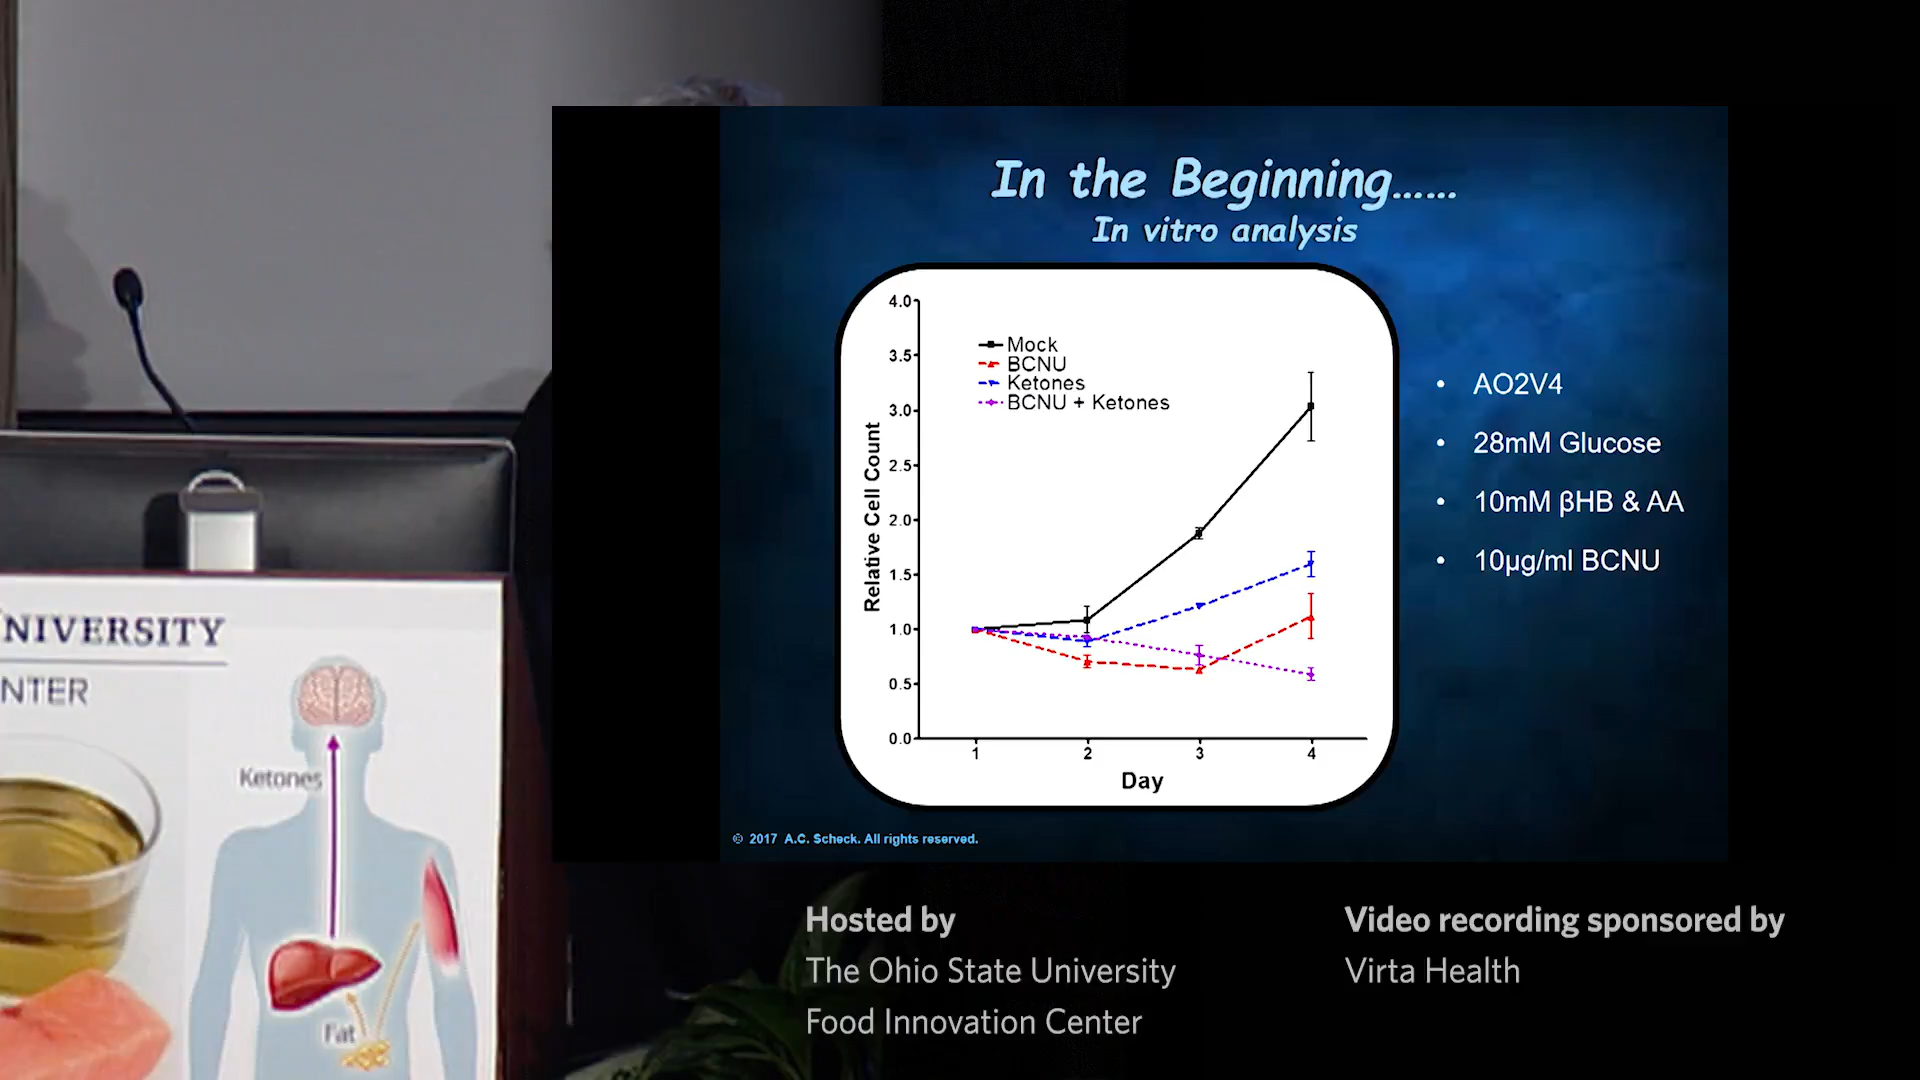 In the Beginning......
In vitro analysis
4.0
3.5
3.0
2.5
2.0
1.5
1.0
0.5
0.0
Relative Cell Count
Mock
BCNU
Ketones
BCNU + Ketones
1 2 3 4
Day
• AO2V4
• 28mM Glucose
• 10mM βHB & AA
• 10µg/ml BCNU
© 2017 A.C. Scheck. All rights reserved.
NIVERSITY
NTER
Ketones
Fat
Hosted by
The Ohio State University
Food Innovation Center
Video recording sponsored by
Virta Health